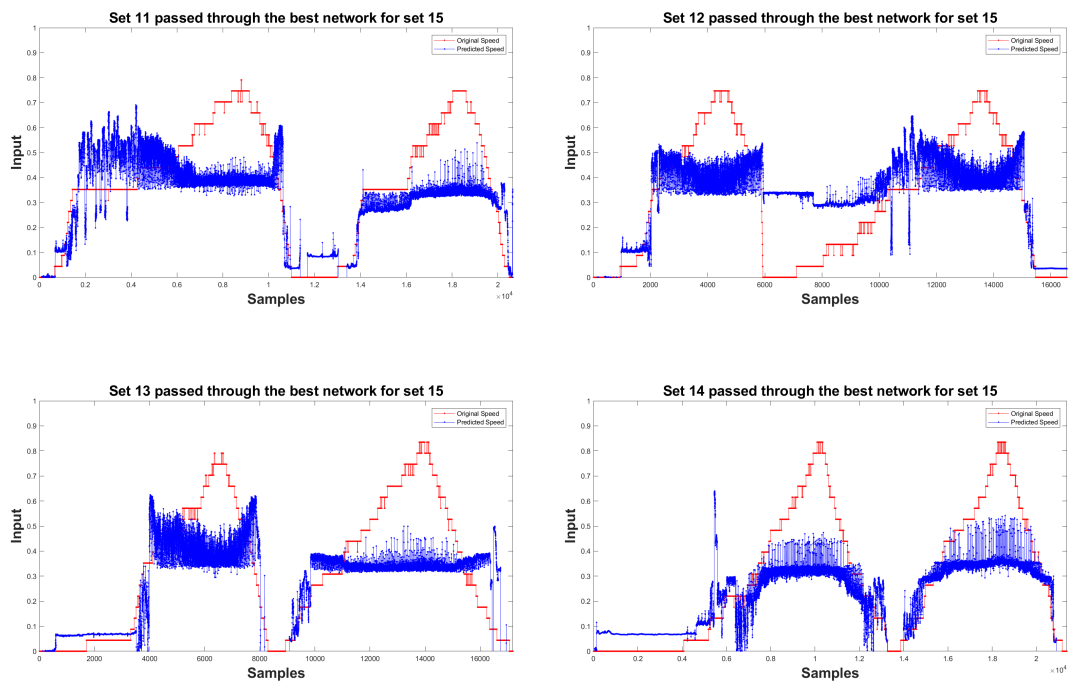 Set 11 passed through the best network for set 15
1
0.9
0.8
0.7
0.6
0.5
0.4
0.3
0.2
0.1
0
Input
Original Speed
Predicted Speed
0 0.2 0.4 0.6 0.8 1 1.2 1.4 1.6 1.8 2
×10^4
Samples
Set 12 passed through the best network for set 15
1
0.9
0.8
0.7
0.6
0.5
0.4
0.3
0.2
0.1
0
Input
Original Speed
Predicted Speed
0 2000 4000 6000 8000 10000 12000 14000 16000
Samples
Set 13 passed through the best network for set 15
1
0.9
0.8
0.7
0.6
0.5
0.4
0.3
0.2
0.1
0
Input
Original Speed
Predicted Speed
0 2000 4000 6000 8000 10000 12000 14000 16000
Samples
Set 14 passed through the best network for set 15
1
0.9
0.8
0.7
0.6
0.5
0.4
0.3
0.2
0.1
0
Input
Original Speed
Predicted Speed
0 0.2 0.4 0.6 0.8 1 1.2 1.4 1.6 1.8 2
×10^4
Samples